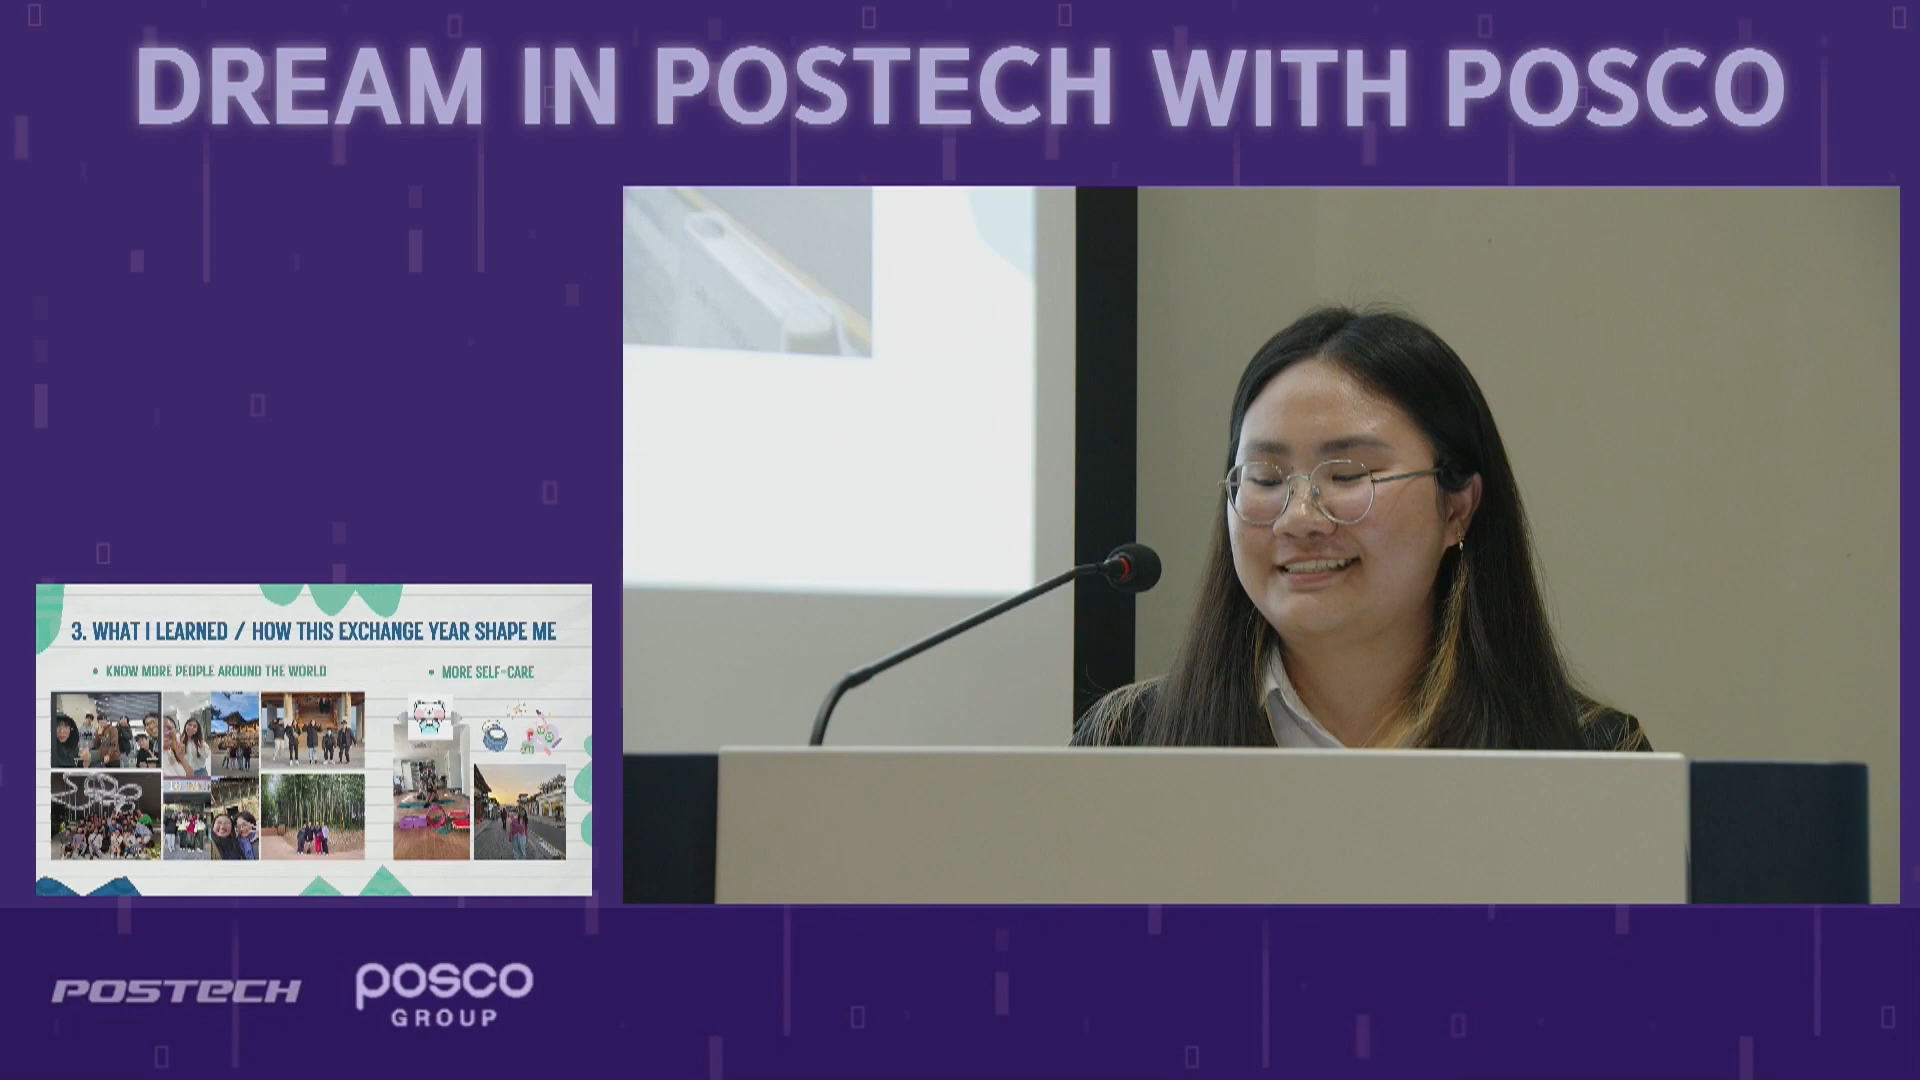 DREAM IN POSTECH WITH POSCO
3. WHAT I LEARNED / HOW THIS EXCHANGE YEAR SHAPE ME
• KNOW MORE PEOPLE AROUND THE WORLD
• MORE SELF-CARE
POSTECH
posco
GROUP